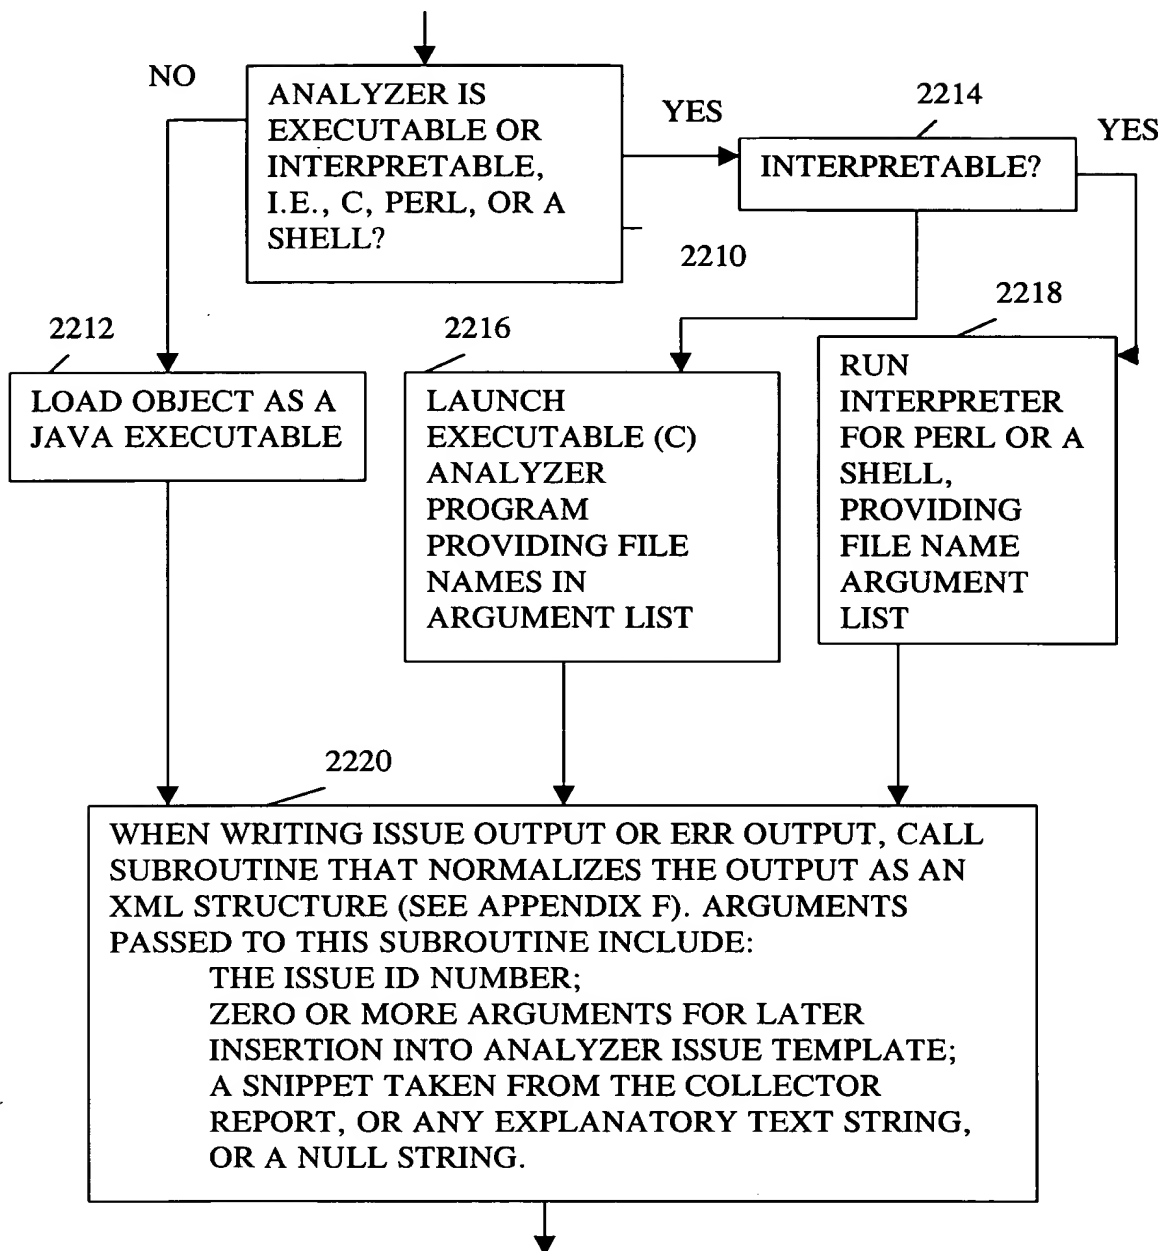 NO
ANALYZER IS
EXECUTABLE OR
INTERPRETABLE,
I.E., C, PERL, OR A
SHELL?
YES
2214
YES
INTERPRETABLE?
2210
2212
LOAD OBJECT AS A
JAVA EXECUTABLE
2216
LAUNCH
EXECUTABLE (C)
ANALYZER
PROGRAM
PROVIDING FILE
NAMES IN
ARGUMENT LIST
2218
RUN
INTERPRETER
FOR PERL OR A
SHELL,
PROVIDING
FILE NAME
ARGUMENT
LIST
2220
WHEN WRITING ISSUE OUTPUT OR ERR OUTPUT, CALL
SUBROUTINE THAT NORMALIZES THE OUTPUT AS AN
XML STRUCTURE (SEE APPENDIX F). ARGUMENTS
PASSED TO THIS SUBROUTINE INCLUDE:
THE ISSUE ID NUMBER;
ZERO OR MORE ARGUMENTS FOR LATER
INSERTION INTO ANALYZER ISSUE TEMPLATE;
A SNIPPET TAKEN FROM THE COLLECTOR
REPORT, OR ANY EXPLANATORY TEXT STRING,
OR A NULL STRING.